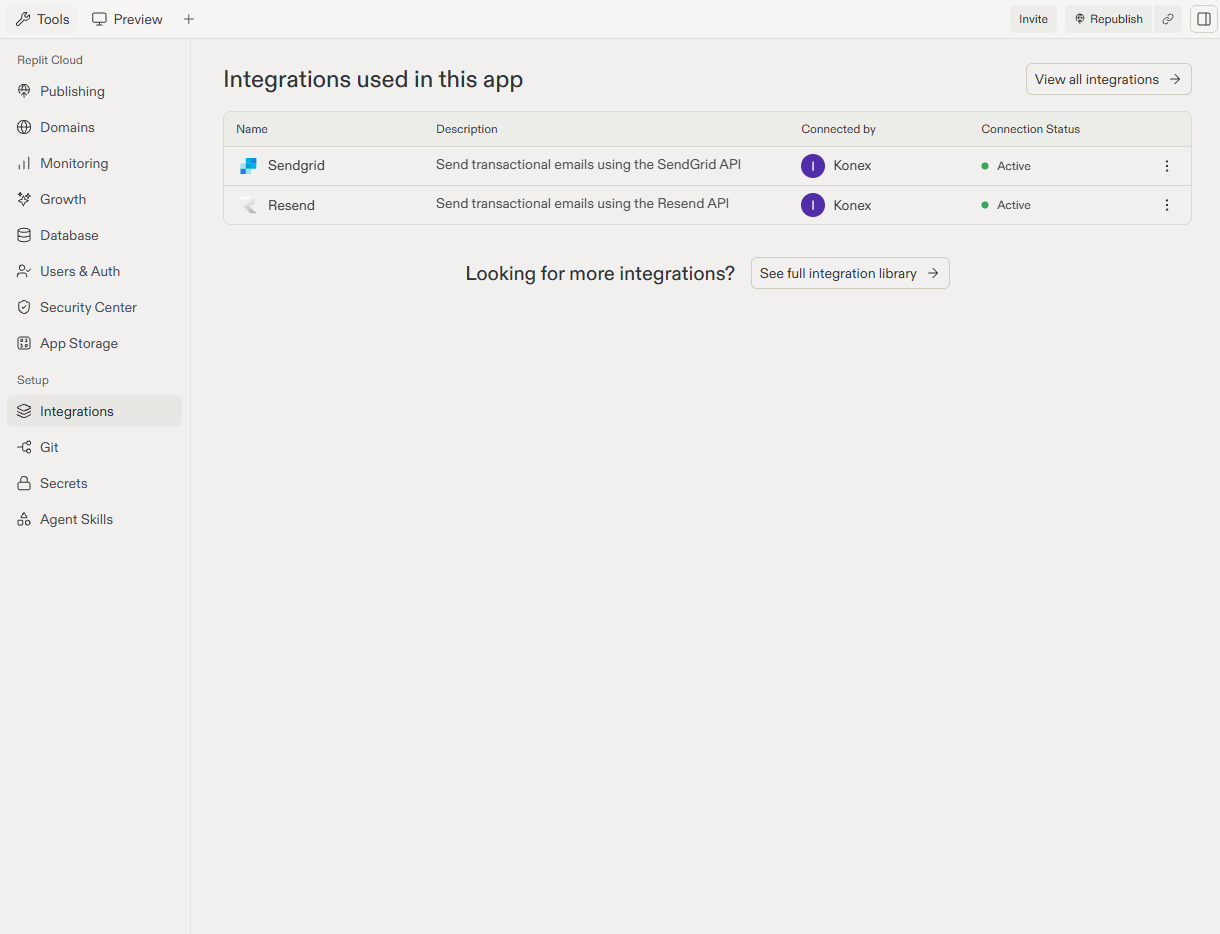 Tools
Preview
Invite
Republish
Replit Cloud
Publishing
Domains
Monitoring
Growth
Database
Users & Auth
Security Center
App Storage
Setup
Integrations
Git
Secrets
Agent Skills
Integrations used in this app
View all integrations
Name Description Connected by Connection Status
Sendgrid Send transactional emails using the SendGrid API I Konex Active
Resend Send transactional emails using the Resend API I Konex Active
Looking for more integrations? See full integration library